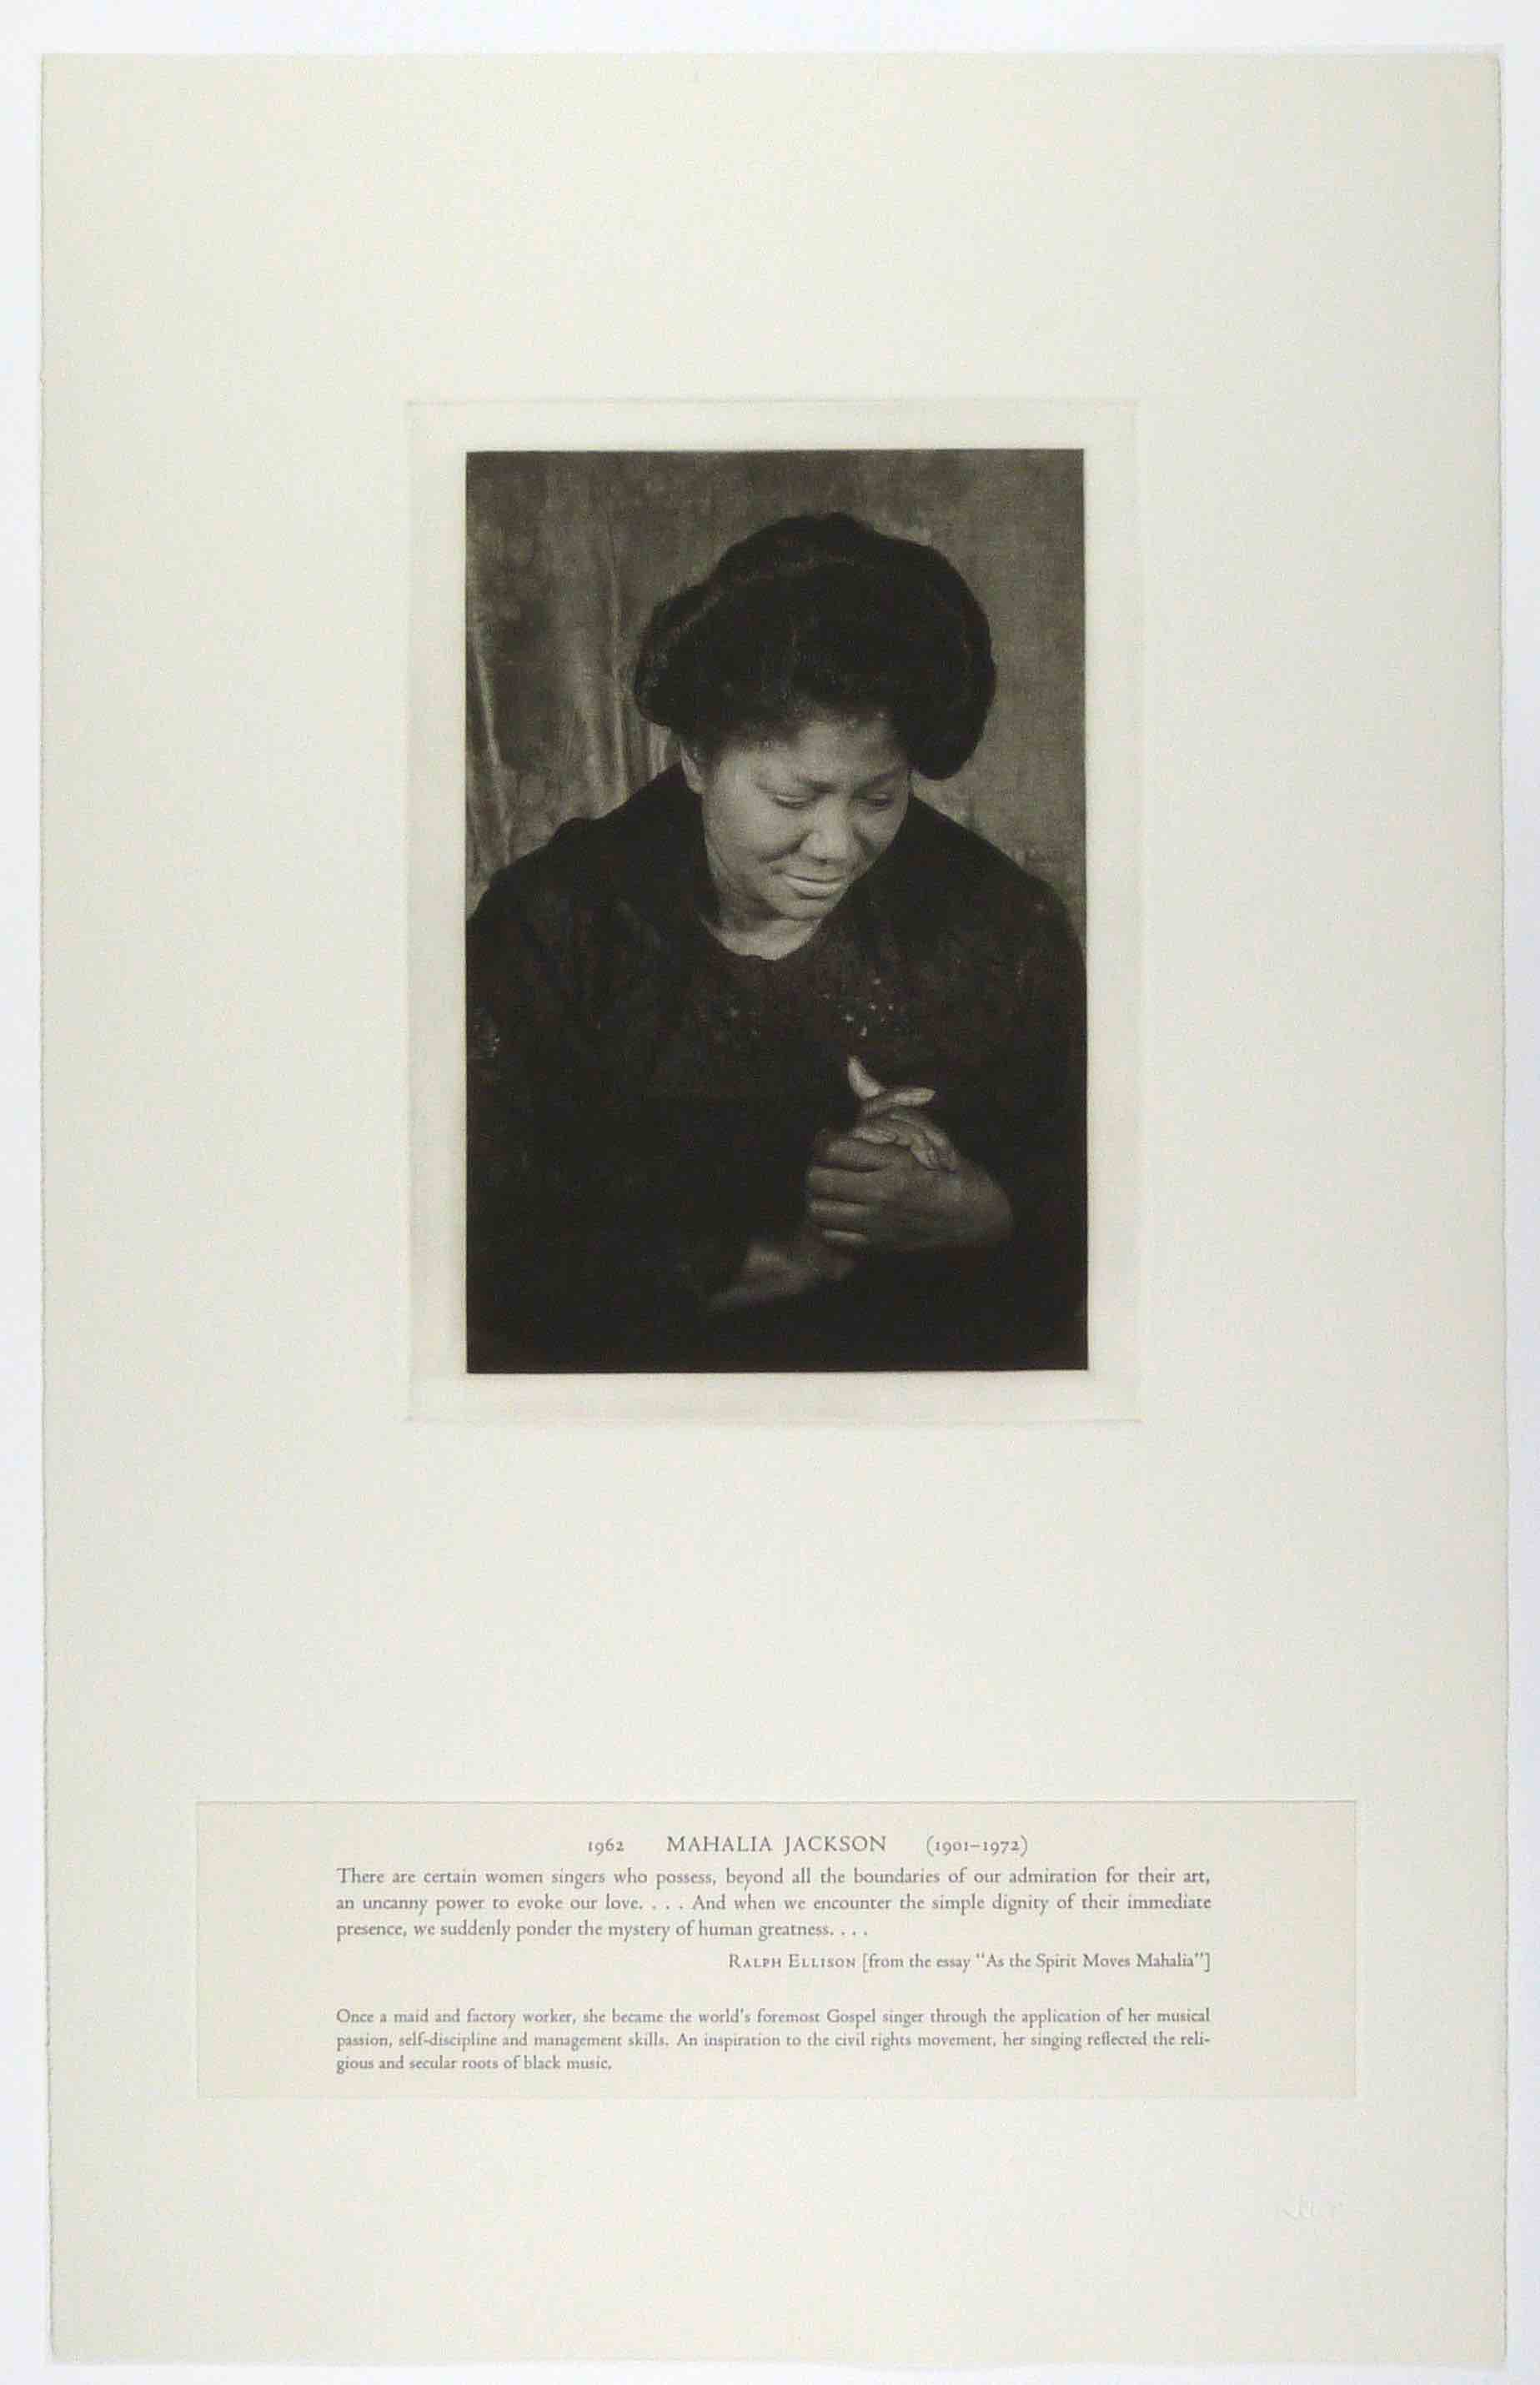 1962 MAHALIA JACKSON (1901–1972)
There are certain women singers who possess, beyond all the boundaries of our admiration for their art,
an uncanny power to evoke our love. . . . And when we encounter the simple dignity of their immediate
presence, we suddenly ponder the mystery of human greatness. . . .
RALPH ELLISON [from the essay "As the Spirit Moves Mahalia"]
Once a maid and factory worker, she became the world's foremost Gospel singer through the application of her musical
passion, self-discipline and management skills. An inspiration to the civil rights movement, her singing reflected the reli-
gious and secular roots of black music.